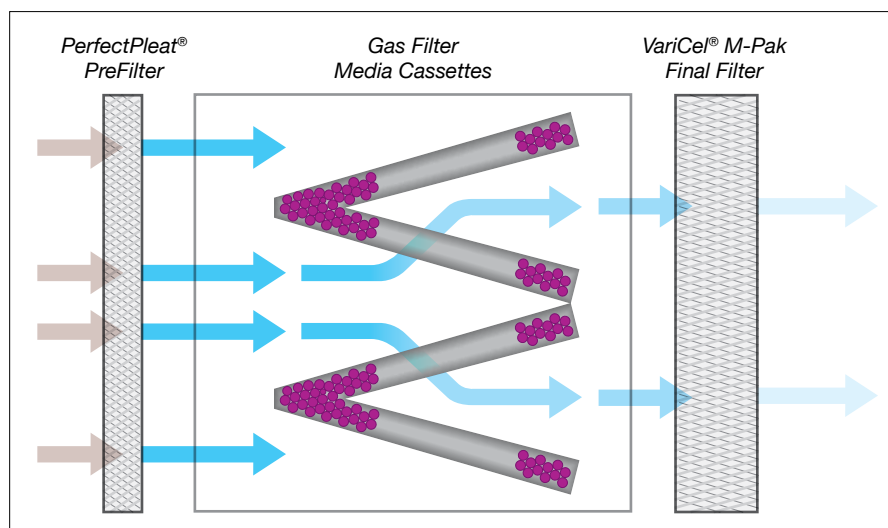 PerfectPleat®
PreFilter
Gas Filter
Media Cassettes
VariCel® M-Pak
Final Filter